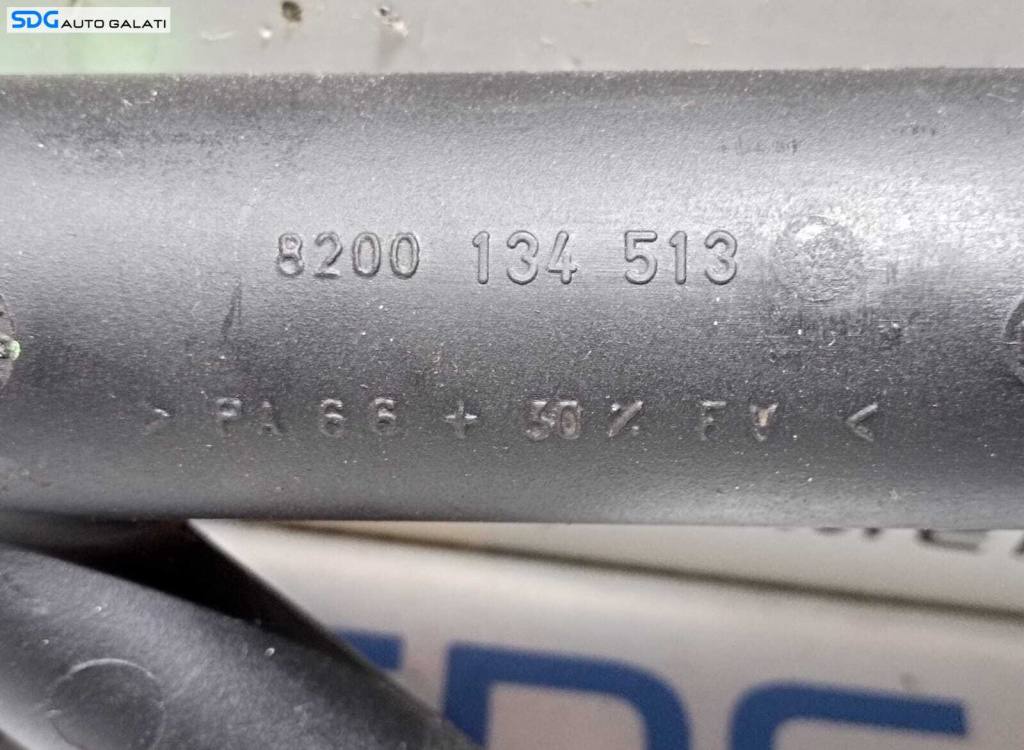 SDG AUTO GALATI
8200 134 513
> PA 66 + 30 % FV <